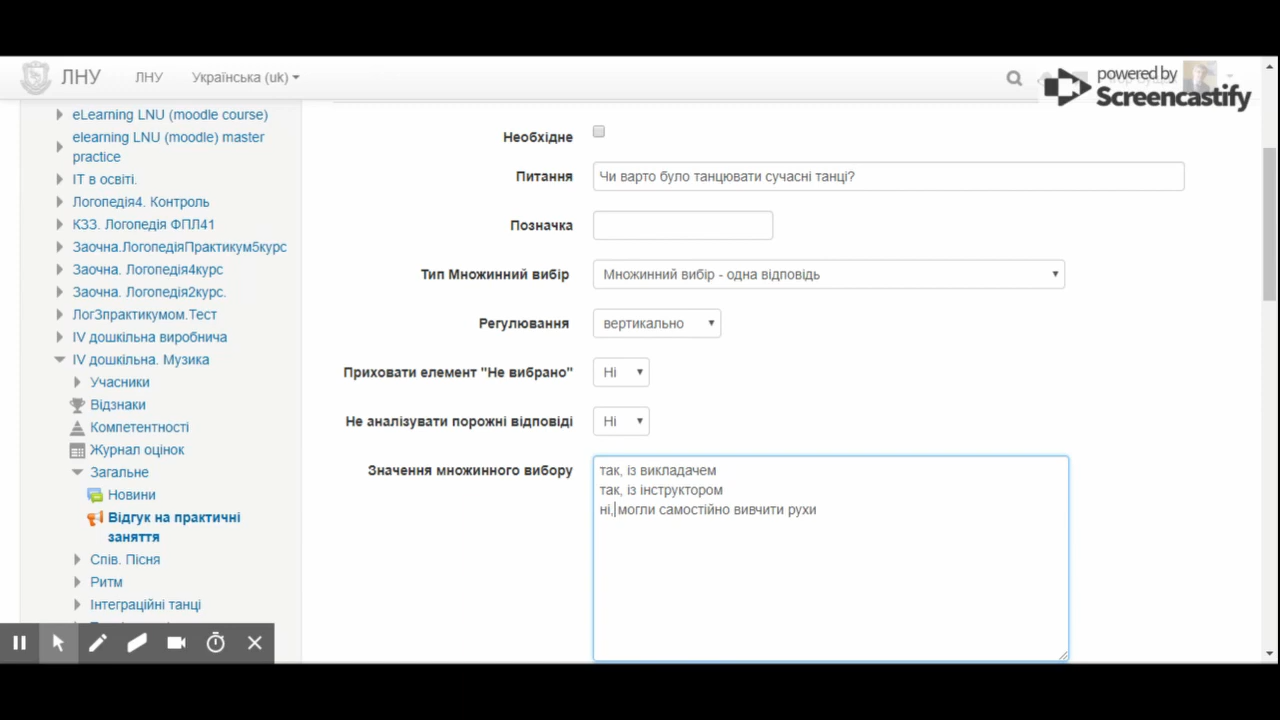 ЛНУ ЛНУ Українська (uk)
powered by
Screencastify
eLearning LNU (moodle course)
elearning LNU (moodle) master
practice
ІТ в освіті.
Логопедія4. Контроль
КЗЗ. Логопедія ФПЛ41
Заочна.ЛогопедіяПрактикум5курс
Заочна. Логопедія4курс
Заочна. Логопедія2курс.
Лог3практикумом.Тест
IV дошкільна виробнича
IV дошкільна. Музика
Учасники
Відзнаки
Компетентності
Журнал оцінок
Загальне
Новини
Відгук на практичні
заняття
Спів. Пісня
Ритм
Інтеграційні танці
Необхідне
Питання Чи варто було танцювати сучасні танці?
Позначка
Тип Множинний вибір Множинний вибір - одна відповідь
Регулювання вертикально
Приховати елемент "Не вибрано" Ні
Не аналізувати порожні відповіді Ні
Значення множинного вибору
так, із викладачем
так, із інструктором
ні,могли самостійно вивчити рухи